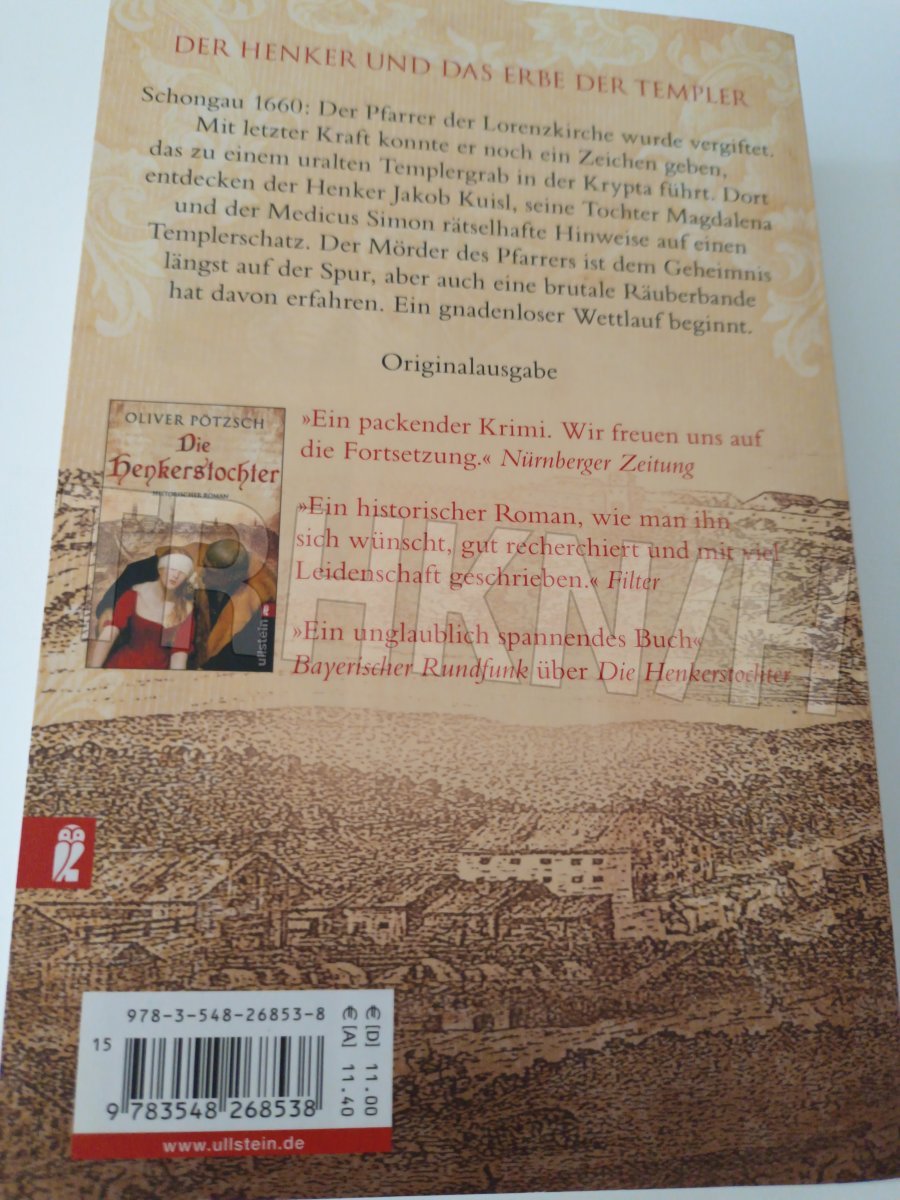 DER HENKER UND DAS ERBE DER TEMPLER
Schongau 1660: Der Pfarrer der Lorenzkirche wurde vergiftet.
Mit letzter Kraft konnte er noch ein Zeichen geben,
das zu einem uralten Templergrab in der Krypta führt. Dort
entdecken der Henker Jakob Kuisl, seine Tochter Magdalena
und der Medicus Simon rätselhafte Hinweise auf einen
Templerschatz. Der Mörder des Pfarrers ist dem Geheimnis
längst auf der Spur, aber auch eine brutale Räuberbande
hat davon erfahren. Ein gnadenloser Wettlauf beginnt.
Originalausgabe
OLIVER PÖTZSCH
Die
Henkerstochter
HISTORISCHER ROMAN
ullstein
»Ein packender Krimi. Wir freuen uns auf
die Fortsetzung.« Nürnberger Zeitung
»Ein historischer Roman, wie man ihn
sich wünscht, gut recherchiert und mit viel
Leidenschaft geschrieben.« Filter
»Ein unglaublich spannendes Buch«
Bayerischer Rundfunk über Die Henkerstochter
978-3-548-26853-8
15
9 783548 268538
€ [D] 11.00
€ [A] 11.40
www.ullstein.de